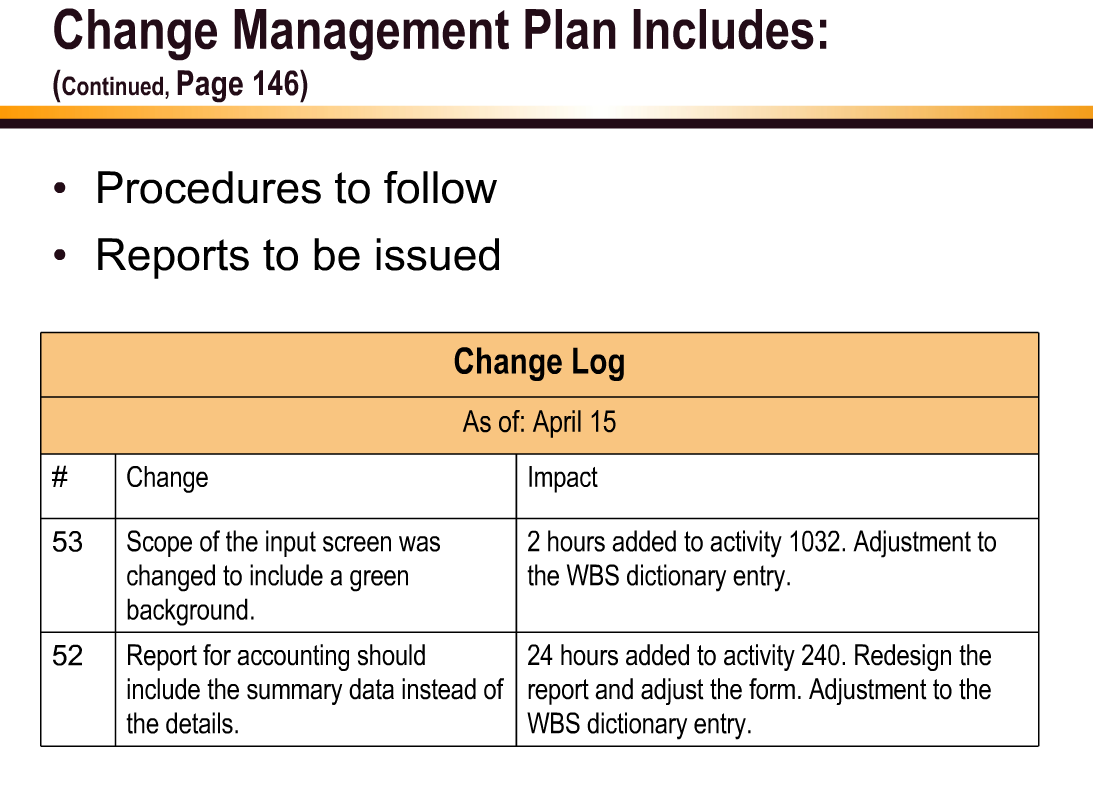 Change Management Plan Includes:
(Continued, Page 146)
• Procedures to follow
• Reports to be issued
Change Log
As of: April 15
# Change Impact
53 Scope of the input screen was changed to include a green background. 2 hours added to activity 1032. Adjustment to the WBS dictionary entry.
52 Report for accounting should include the summary data instead of the details. 24 hours added to activity 240. Redesign the report and adjust the form. Adjustment to the WBS dictionary entry.